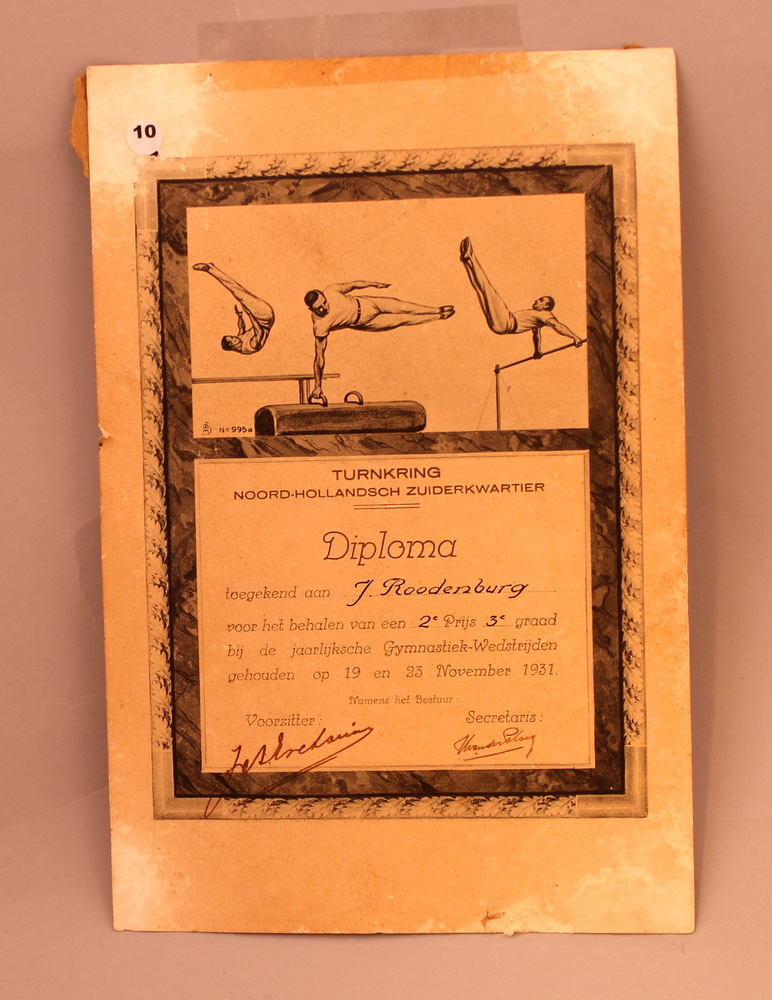 10
Nº 995a
TURNKRING
NOORD-HOLLANDSCH ZUIDERKWARTIER
Diploma
toegekend aan J. Roodenburg
voor het behalen van een 2e Prijs 3e graad
bij de jaarlijksche Gymnastiek-Wedstrijden
gehouden op 19 en 23 November 1931.
Namens het Bestuur:
Voorzitter: Secretaris: